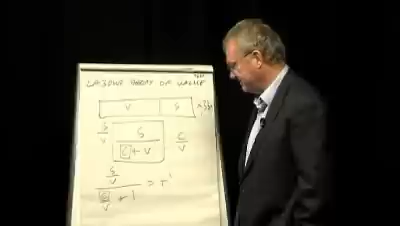 LABOUR THEORY OF VALUE
V S
S/V S/(C+V) C/V
(S/V)/(C/V + 1) = r'